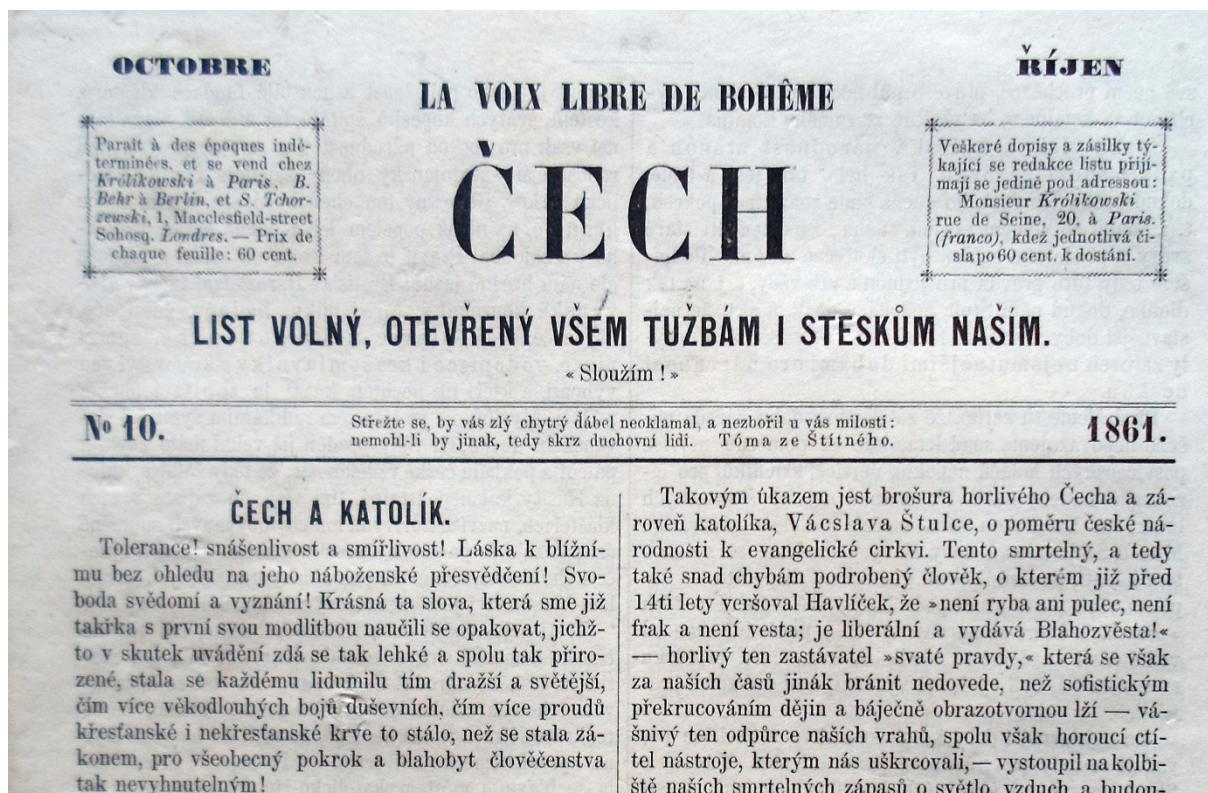 OCTOBRE
ŘÍJEN
LA VOIX LIBRE DE BOHÊME
Paraît à des époques indé-
terminées, et se vend chez
Królikowski à Paris, B.
Behr à Berlin, et S. Tchor-
zewski, 1, Macclesfield-street
Sohosq. Londres. — Prix de
chaque feuille: 60 cent.
ČECH
Veškeré dopisy a zásilky tý-
kající se redakce listu přijí-
mají se jedině pod adressou:
Monsieur Królikowski
rue de Seine, 20, à Paris.
(franco), kdež jednotlivá čí-
sla po 60 cent. k dostání.
LIST VOLNÝ, OTEVŘENÝ VŠEM TUŽBÁM I STESKŮM NAŠÍM.
« Sloužím ! »
No 10.
Střežte se, by vás zlý chytrý ďábel neoklamal, a nezbořil u vás milosti:
nemohl-li by jinak, tedy skrz duchovní lidi. Tóma ze Štítného.
1861.
ČECH A KATOLÍK.
Tolerance! snášenlivost a smířlivost! Láska k bližní-
mu bez ohledu na jeho náboženské přesvědčení! Svo-
boda svědomí a vyznání! Krásná ta slova, která sme již
takřka s první svou modlitbou naučili se opakovat, jichž-
to v skutek uvádění zdá se tak lehké a spolu tak přiro-
zené, stala se každému lidumilu tím dražší a světější,
čím více věkodlouhých bojů duševních, čím více proudů
křesťanské i nekřesťanské krve to stálo, než se stala zá-
konem, pro všeobecný pokrok a blahobyt člověčenstva
tak nevyhnutelným!
Takovým úkazem jest brošura horlivého Čecha a zá-
roveň katolíka, Vácslava Štulce, o poměru české ná-
rodnosti k evangelické cirkvi. Tento smrtelný, a tedy
také snad chybám podrobený člověk, o kterém již před
14ti lety veršoval Havlíček, že »není ryba ani pulec, není
frak a není vesta; je liberální a vydává Blahozvěsta!«
— horlivý ten zastávatel »svaté pravdy,« která se však
za našich časů jinák bránit nedovede, než sofistickým
překrucováním dějin a báječně obrazotvornou lží — vá-
šnivý ten odpůrce naších vrahů, spolu však horoucí ctí-
tel nástroje, kterým nás uškrcovali,— vystoupil na kolbi-
ště naších smrtelných zápasů o světlo, vzduch a budou-